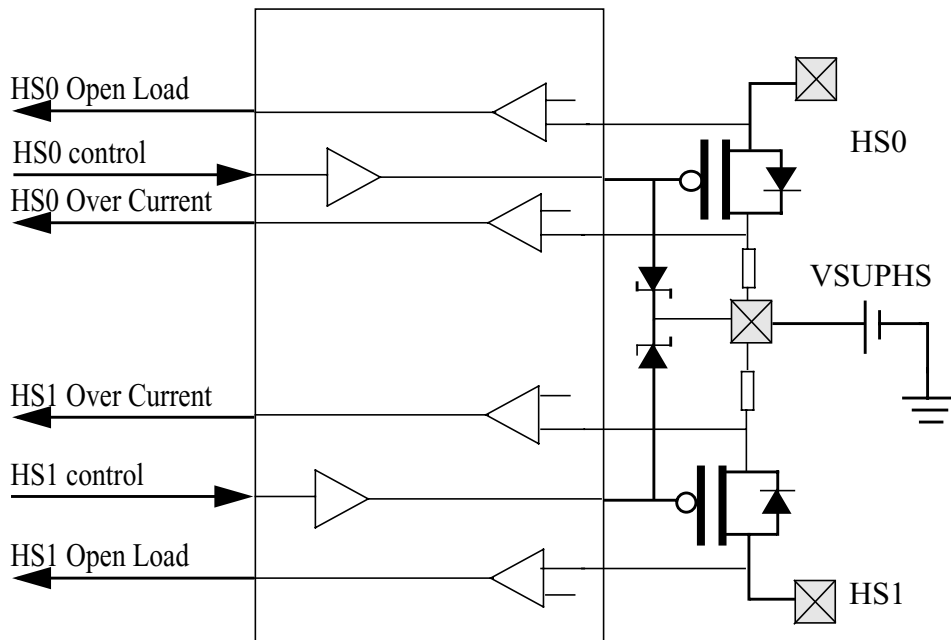 HS0 Open Load
HS0 control
HS0
HS0 Over Current
VSUPHS
HS1 Over Current
HS1 control
HS1 Open Load
HS1